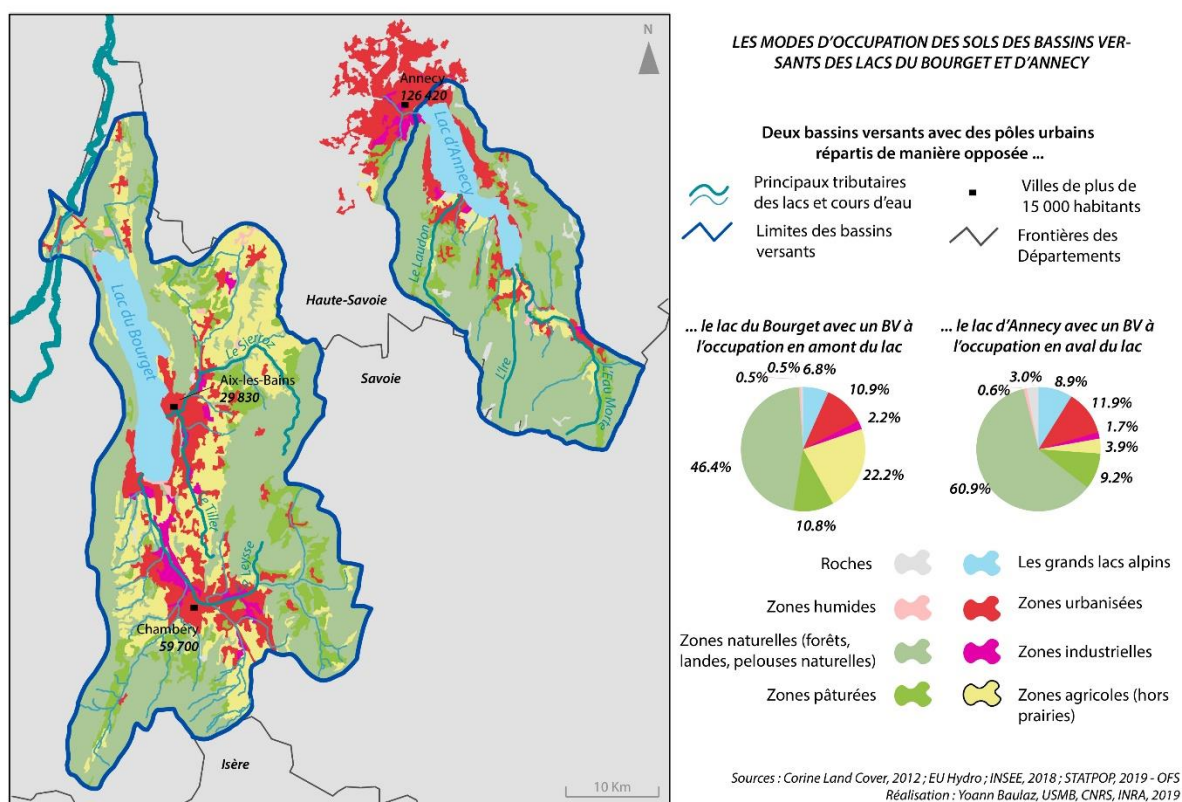 N
Annecy
126 420
Lac d'Annecy
Le Laudon
L'Ire
L'Eau Morte
Haute-Savoie
Savoie
Lac du Bourget
Le Sierroz
Aix-les-Bains
29 830
Le Tillet
La Leysse
Chambéry
59 700
Isère
10 Km
LES MODES D'OCCUPATION DES SOLS DES BASSINS VER-
SANTS DES LACS DU BOURGET ET D'ANNECY
Deux bassins versants avec des pôles urbains
répartis de manière opposée ...
Principaux tributaires
des lacs et cours d'eau
Villes de plus de
15 000 habitants
Limites des bassins
versants
Frontières des
Départements
... le lac du Bourget avec un BV à
l'occupation en amont du lac
0.5%
0.5%
6.8%
10.9%
2.2%
22.2%
10.8%
46.4%
... le lac d'Annecy avec un BV à
l'occupation en aval du lac
0.6%
3.0%
8.9%
11.9%
1.7%
3.9%
9.2%
60.9%
Roches
Les grands lacs alpins
Zones humides
Zones urbanisées
Zones naturelles (forêts,
landes, pelouses naturelles)
Zones industrielles
Zones pâturées
Zones agricoles (hors
prairies)
Sources : Corine Land Cover, 2012 ; EU Hydro ; INSEE, 2018 ; STATPOP, 2019 - OFS
Réalisation : Yoann Baulaz, USMB, CNRS, INRA, 2019